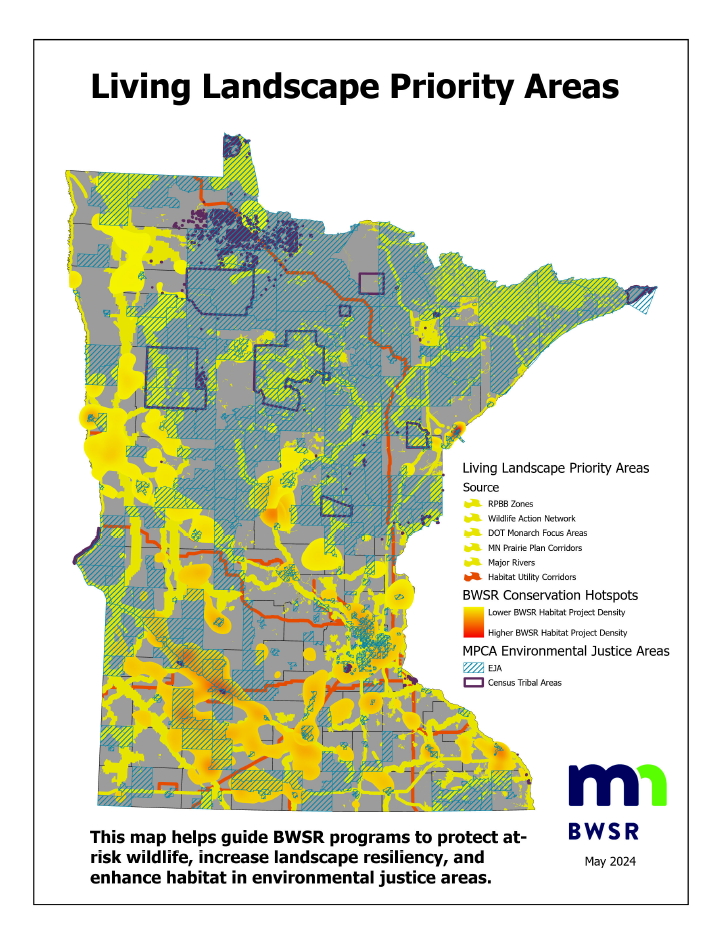 Living Landscape Priority Areas
Living Landscape Priority Areas
Source
RPBB Zones
Wildlife Action Network
DOT Monarch Focus Areas
MN Prairie Plan Corridors
Major Rivers
Habitat Utility Corridors
BWSR Conservation Hotspots
Lower BWSR Habitat Project Density
Higher BWSR Habitat Project Density
MPCA Environmental Justice Areas
EJA
Census Tribal Areas
mn
BWSR
May 2024
This map helps guide BWSR programs to protect at-
risk wildlife, increase landscape resiliency, and
enhance habitat in environmental justice areas.